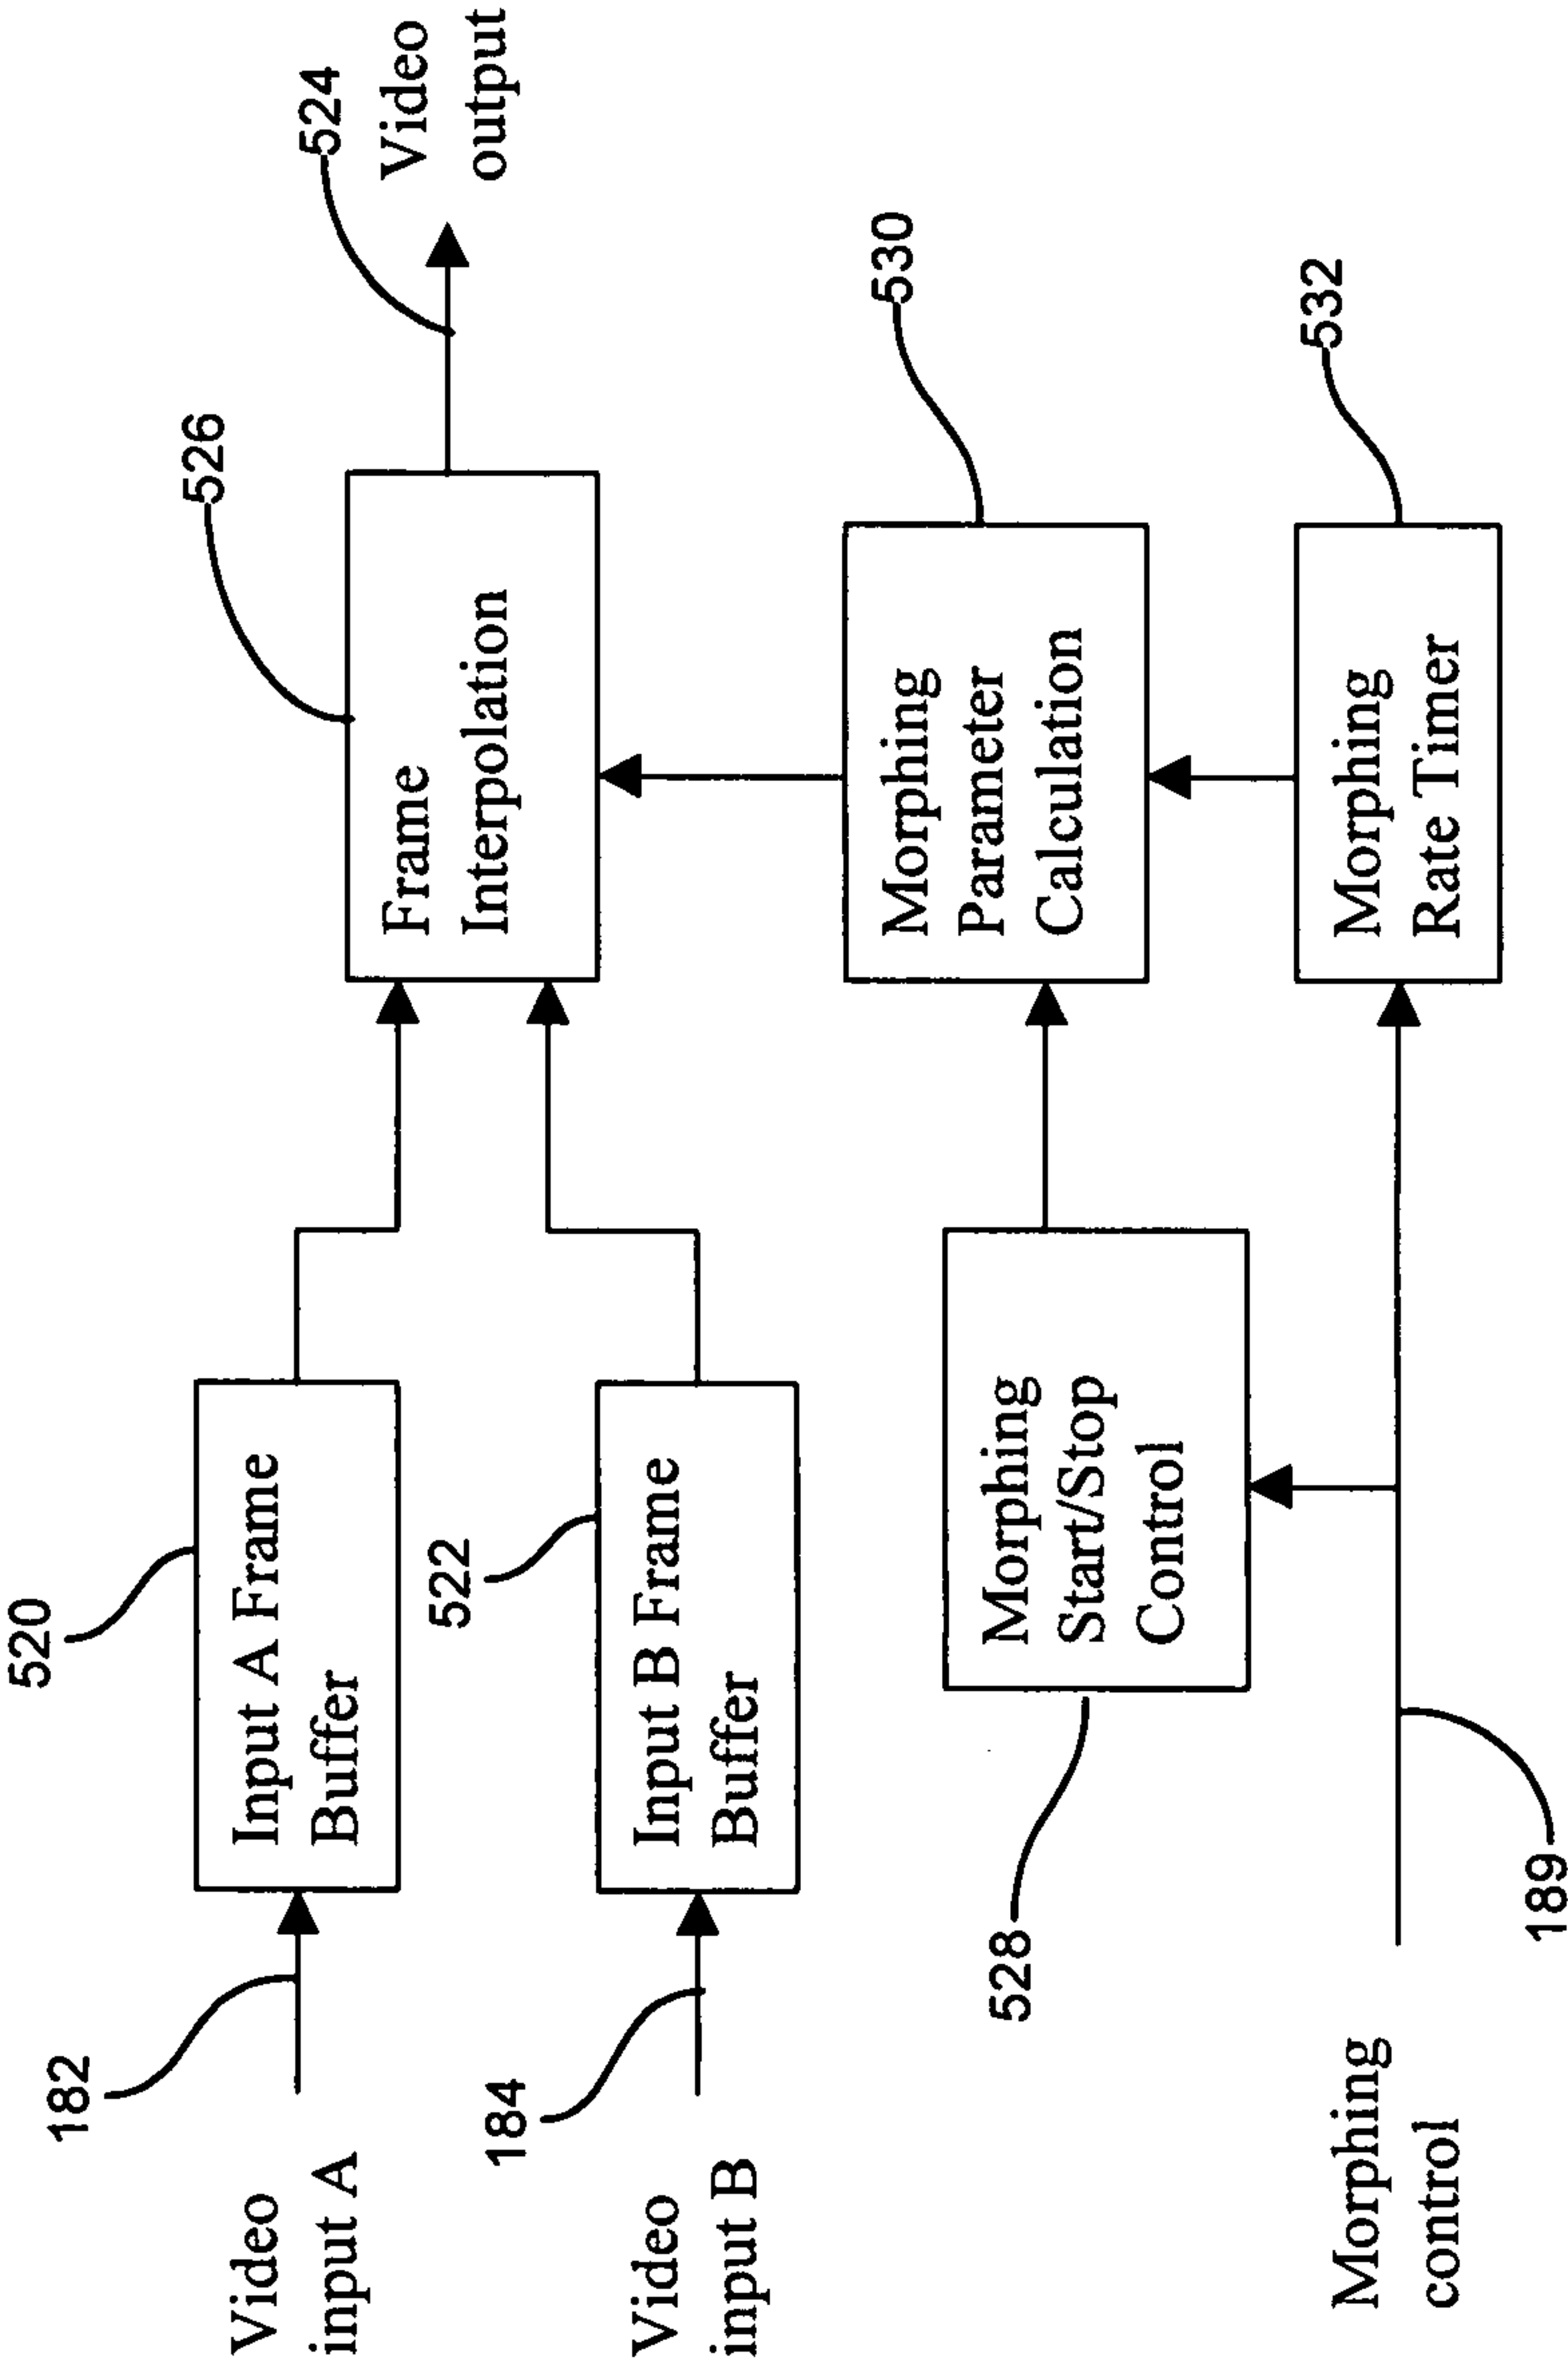 520
526
524
182
Video
input A
Input A Frame
Buffer
Frame
Interpolation
Video
output
522
184
Video
input B
Input B Frame
Buffer
530
528
Morphing
Start/Stop
Control
Morphing
Parameter
Calculation
532
Morphing
control
Morphing
Rate Timer
189